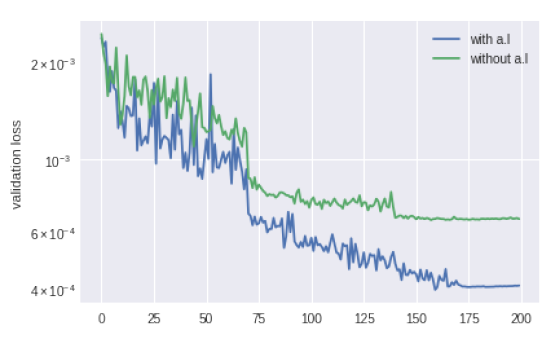 with a.l
without a.l
validation loss
2 × 10⁻³
10⁻³
6 × 10⁻⁴
4 × 10⁻⁴
0 25 50 75 100 125 150 175 200